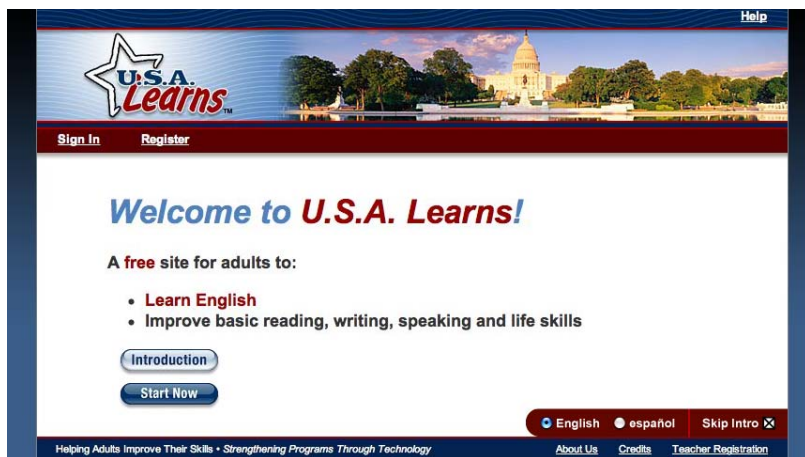 Help
U.S.A.
Learns™
Sign In Register
Welcome to U.S.A. Learns!
A free site for adults to:
• Learn English
• Improve basic reading, writing, speaking and life skills
Introduction
Start Now
English español Skip Intro
Helping Adults Improve Their Skills • Strengthening Programs Through Technology About Us Credits Teacher Registration